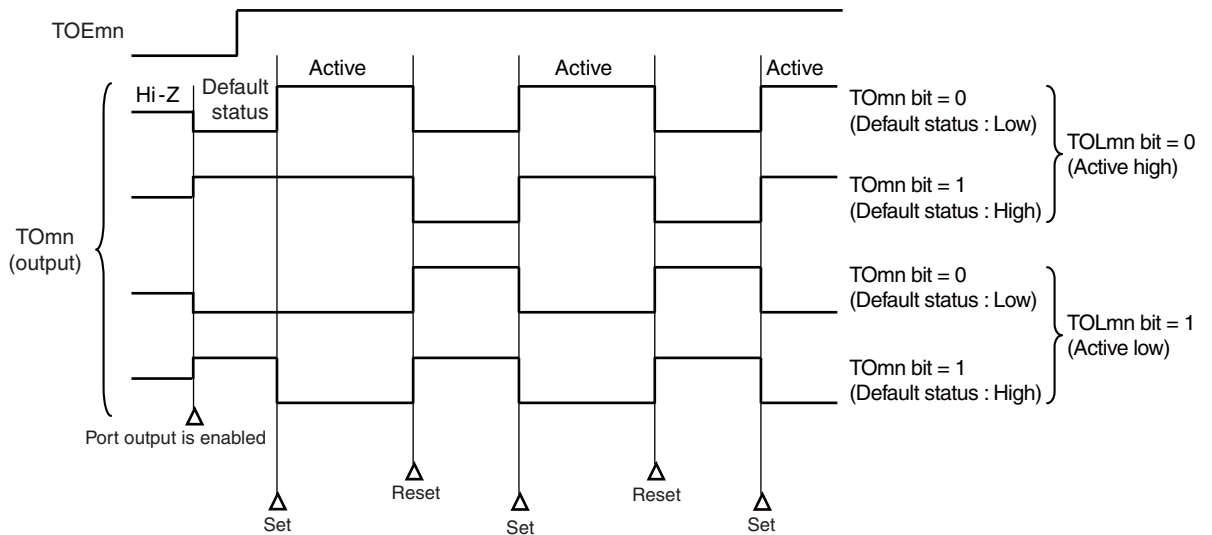 TOEmn
Active
Active
Active
Hi-Z
Default
status
TOmn bit = 0
(Default status : Low)
TOLmn bit = 0
(Active high)
TOmn bit = 1
(Default status : High)
TOmn
(output)
TOmn bit = 0
(Default status : Low)
TOLmn bit = 1
(Active low)
TOmn bit = 1
(Default status : High)
Port output is enabled
Reset
Reset
Set
Set
Set